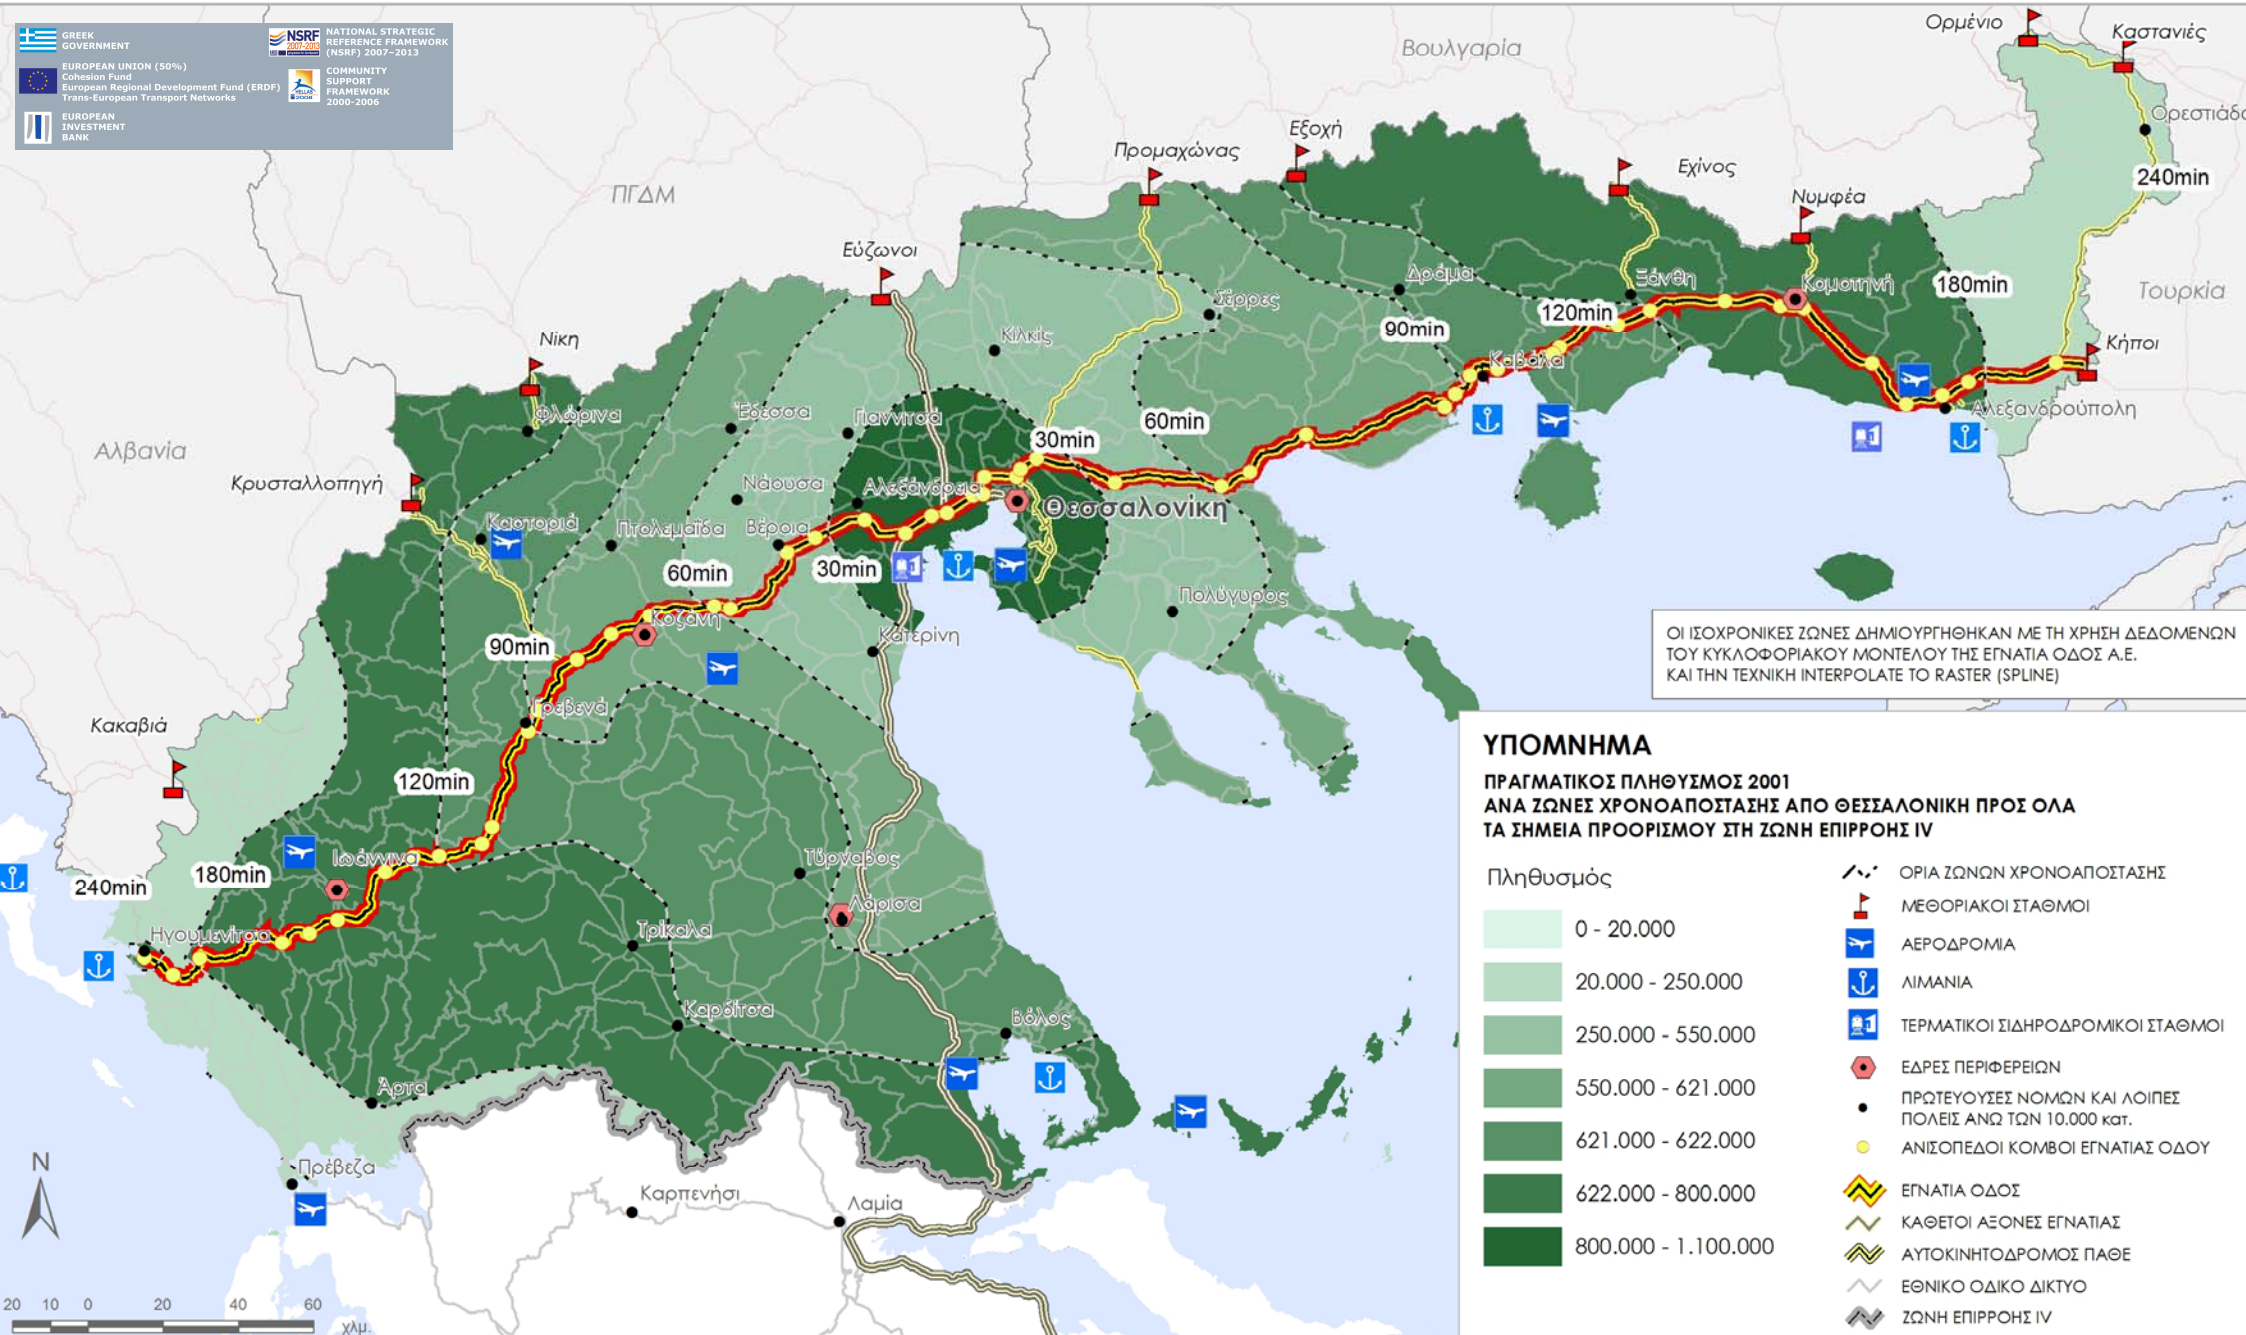 GREEK
GOVERNMENT
NSRF
2007-2013
NATIONAL STRATEGIC
REFERENCE FRAMEWORK
(NSRF) 2007–2013
EUROPEAN UNION (50%)
Cohesion Fund
European Regional Development Fund (ERDF)
Trans-European Transport Networks
COMMUNITY
SUPPORT
FRAMEWORK
2000-2006
EUROPEAN
INVESTMENT
BANK
Ορμένιο
Καστανιές
Βουλγαρία
Ορεστιάδα
Εξοχή
Προμαχώνας
Εχίνος
240min
ΠΓΔΜ
Νυμφέα
Εύζωνοι
Δράμα
Ξάνθη
Κομοτηνή
180min
Τουρκία
Σέρρες
120min
90min
Κιλκίς
Νίκη
Κήποι
Καβάλα
Φλώρινα
Έδεσσα
Γιαννιτσά
Αλεξανδρούπολη
60min
30min
Αλβανία
Κρυσταλλοπηγή
Νάουσα
Αλεξάνδρεια
Θεσσαλονίκη
Καστοριά
Πτολεμαΐδα
Βέροια
60min
30min
Πολύγυρος
Κοζάνη
Κατερίνη
90min
Γρεβενά
Κακαβιά
120min
Ιωάννινα
Τύρναβος
180min
240min
Λάρισα
Ηγουμενίτσα
Τρίκαλα
Καρδίτσα
Βόλος
Άρτα
Πρέβεζα
Καρπενήσι
Λαμία
N
20 10 0 20 40 60
χλμ.
ΟΙ ΙΣΟΧΡΟΝΙΚΕΣ ΖΩΝΕΣ ΔΗΜΙΟΥΡΓΗΘΗΚΑΝ ΜΕ ΤΗ ΧΡΗΣΗ ΔΕΔΟΜΕΝΩΝ
ΤΟΥ ΚΥΚΛΟΦΟΡΙΑΚΟΥ ΜΟΝΤΕΛΟΥ ΤΗΣ ΕΓΝΑΤΙΑ ΟΔΟΣ Α.Ε.
ΚΑΙ ΤΗΝ ΤΕΧΝΙΚΗ INTERPOLATE TO RASTER (SPLINE)
ΥΠΟΜΝΗΜΑ
ΠΡΑΓΜΑΤΙΚΟΣ ΠΛΗΘΥΣΜΟΣ 2001
ΑΝΑ ΖΩΝΕΣ ΧΡΟΝΟΑΠΟΣΤΑΣΗΣ ΑΠΟ ΘΕΣΣΑΛΟΝΙΚΗ ΠΡΟΣ ΟΛΑ
ΤΑ ΣΗΜΕΙΑ ΠΡΟΟΡΙΣΜΟΥ ΣΤΗ ΖΩΝΗ ΕΠΙΡΡΟΗΣ IV
Πληθυσμός
0 - 20.000
20.000 - 250.000
250.000 - 550.000
550.000 - 621.000
621.000 - 622.000
622.000 - 800.000
800.000 - 1.100.000
ΟΡΙΑ ΖΩΝΩΝ ΧΡΟΝΟΑΠΟΣΤΑΣΗΣ
ΜΕΘΟΡΙΑΚΟΙ ΣΤΑΘΜΟΙ
ΑΕΡΟΔΡΟΜΙΑ
ΛΙΜΑΝΙΑ
ΤΕΡΜΑΤΙΚΟΙ ΣΙΔΗΡΟΔΡΟΜΙΚΟΙ ΣΤΑΘΜΟΙ
ΕΔΡΕΣ ΠΕΡΙΦΕΡΕΙΩΝ
ΠΡΩΤΕΥΟΥΣΕΣ ΝΟΜΩΝ ΚΑΙ ΛΟΙΠΕΣ
ΠΟΛΕΙΣ ΑΝΩ ΤΩΝ 10.000 κατ.
ΑΝΙΣΟΠΕΔΟΙ ΚΟΜΒΟΙ ΕΓΝΑΤΙΑΣ ΟΔΟΥ
ΕΓΝΑΤΙΑ ΟΔΟΣ
ΚΑΘΕΤΟΙ ΑΞΟΝΕΣ ΕΓΝΑΤΙΑΣ
ΑΥΤΟΚΙΝΗΤΟΔΡΟΜΟΣ ΠΑΘΕ
ΕΘΝΙΚΟ ΟΔΙΚΟ ΔΙΚΤΥΟ
ΖΩΝΗ ΕΠΙΡΡΟΗΣ IV